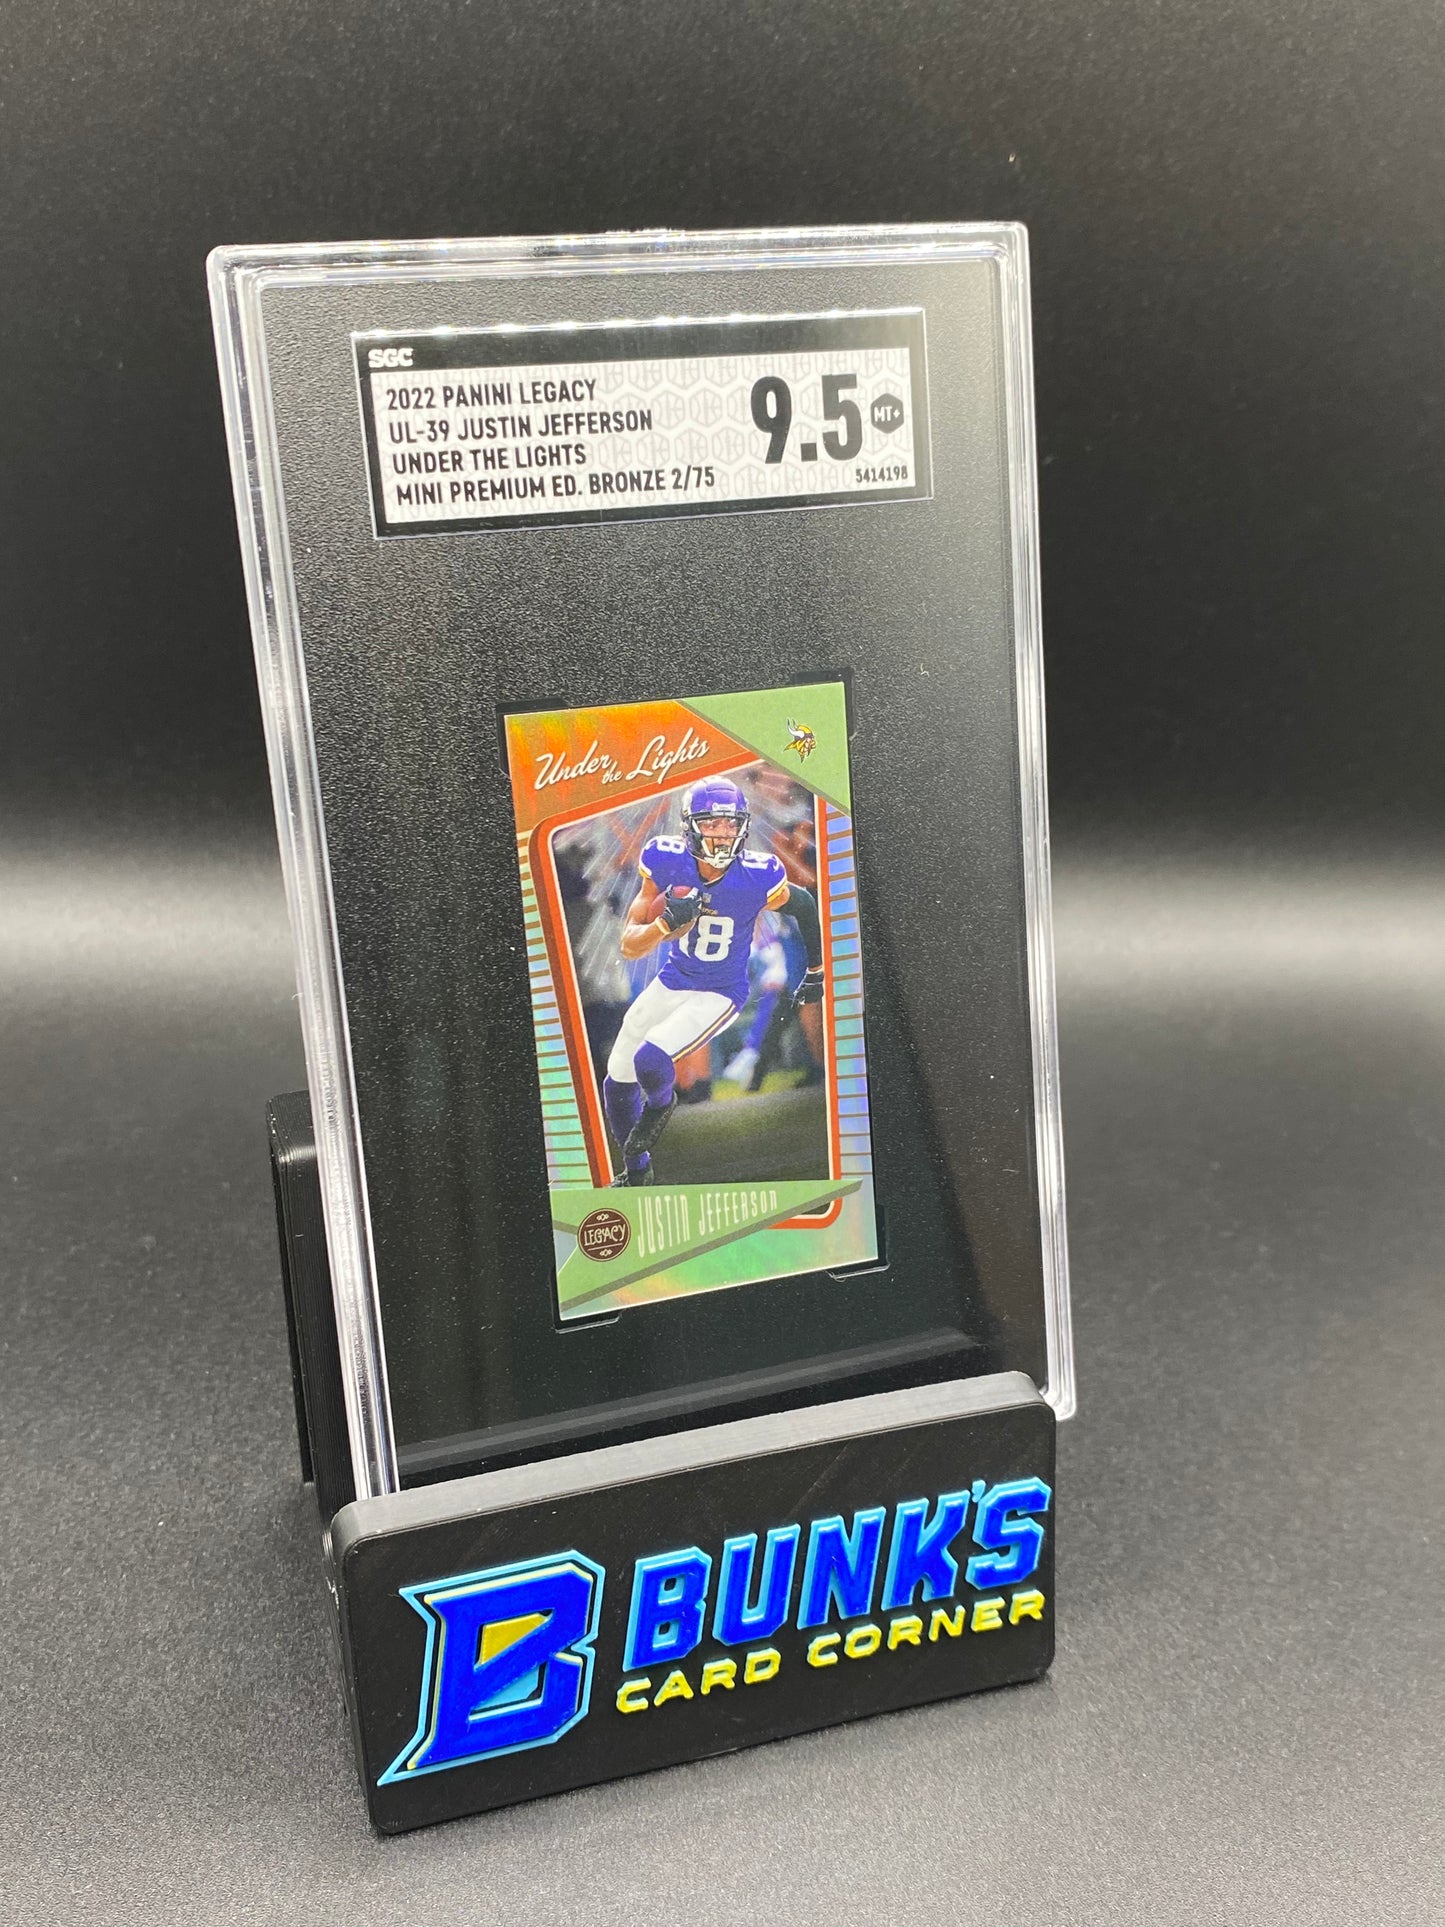 SGC
2022 PANINI LEGACY
UL-39 JUSTIN JEFFERSON
UNDER THE LIGHTS
MINI PREMIUM ED. BRONZE 2/75
9.5
MT+
5414198
Under the Lights
18
18
LEGACY
JUSTIN JEFFERSON
B
BUNK'S
CARD CORNER